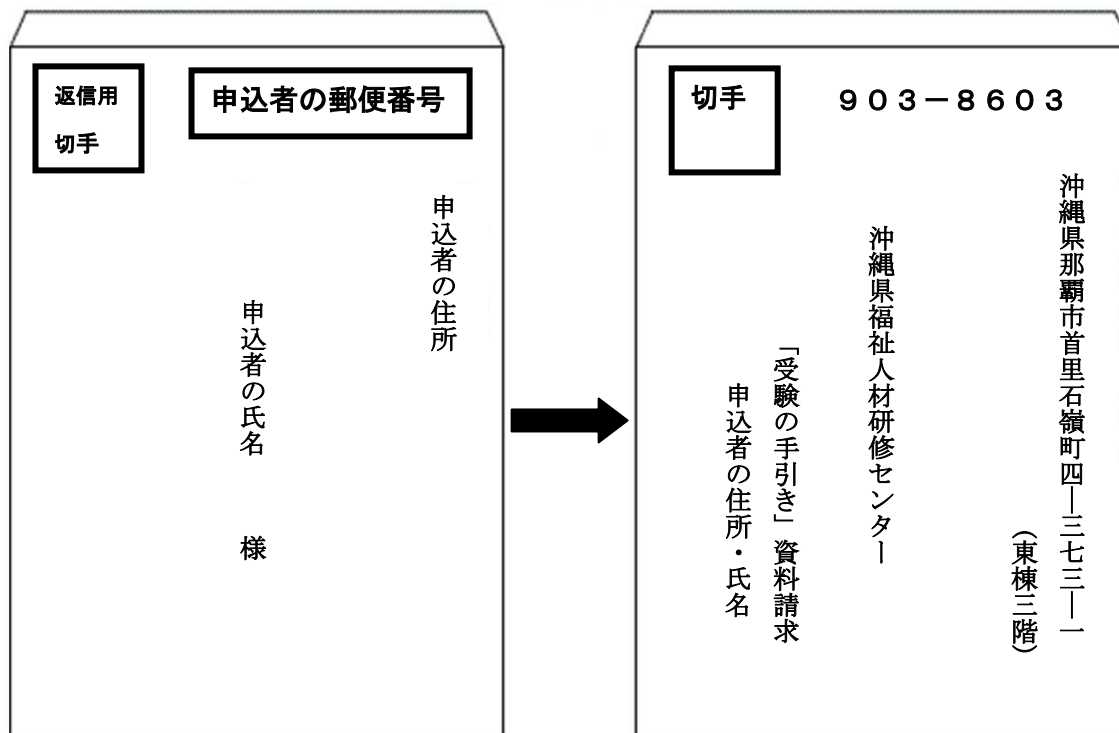 返信用
切手
申込者の郵便番号
申込者の住所
申込者の氏名　様
切手
９０３－８６０３
沖縄県那覇市首里石嶺町四―三七三―一
（東棟三階）
沖縄県福祉人材研修センター
「受験の手引き」資料請求
申込者の住所・氏名